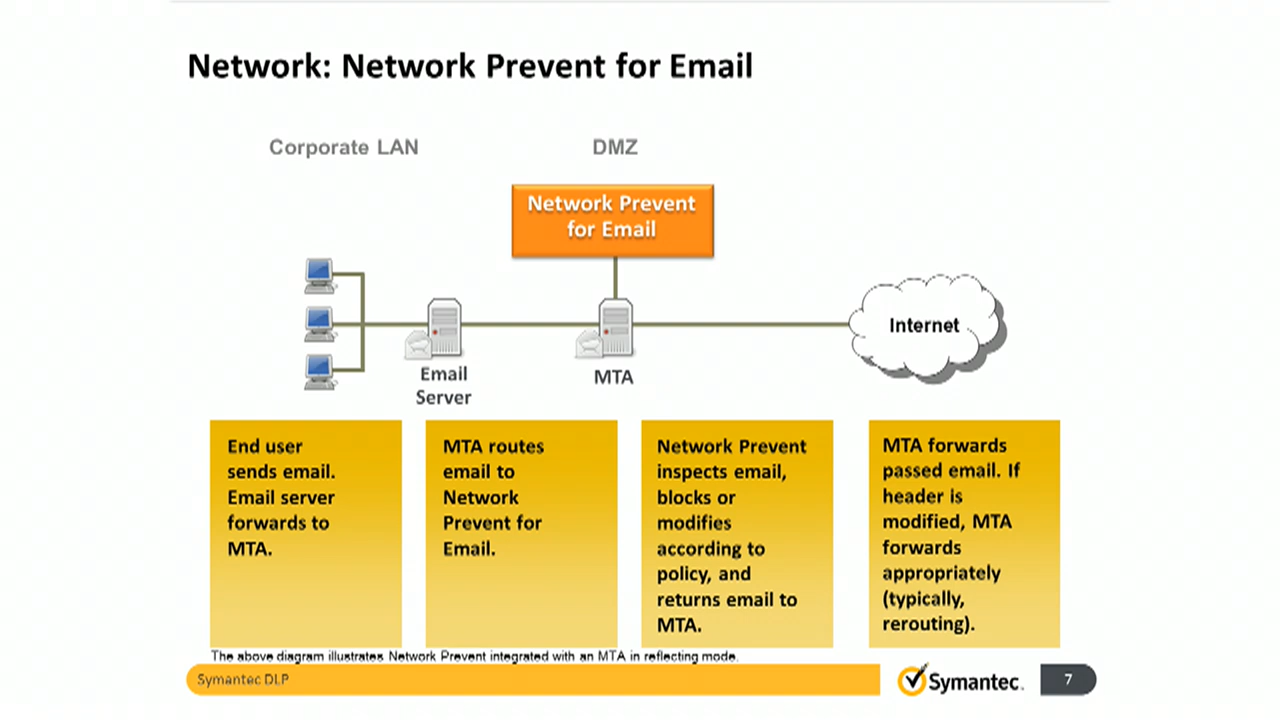 Network: Network Prevent for Email
Corporate LAN
DMZ
Network Prevent
for Email
Internet
Email
Server
MTA
End user
sends email.
Email server
forwards to
MTA.
MTA routes
email to
Network
Prevent for
Email.
Network Prevent
inspects email,
blocks or
modifies
according to
policy, and
returns email to
MTA.
MTA forwards
passed email. If
header is
modified, MTA
forwards
appropriately
(typically,
rerouting).
The above diagram illustrates Network Prevent integrated with an MTA in reflecting mode.
Symantec DLP
Symantec.
7